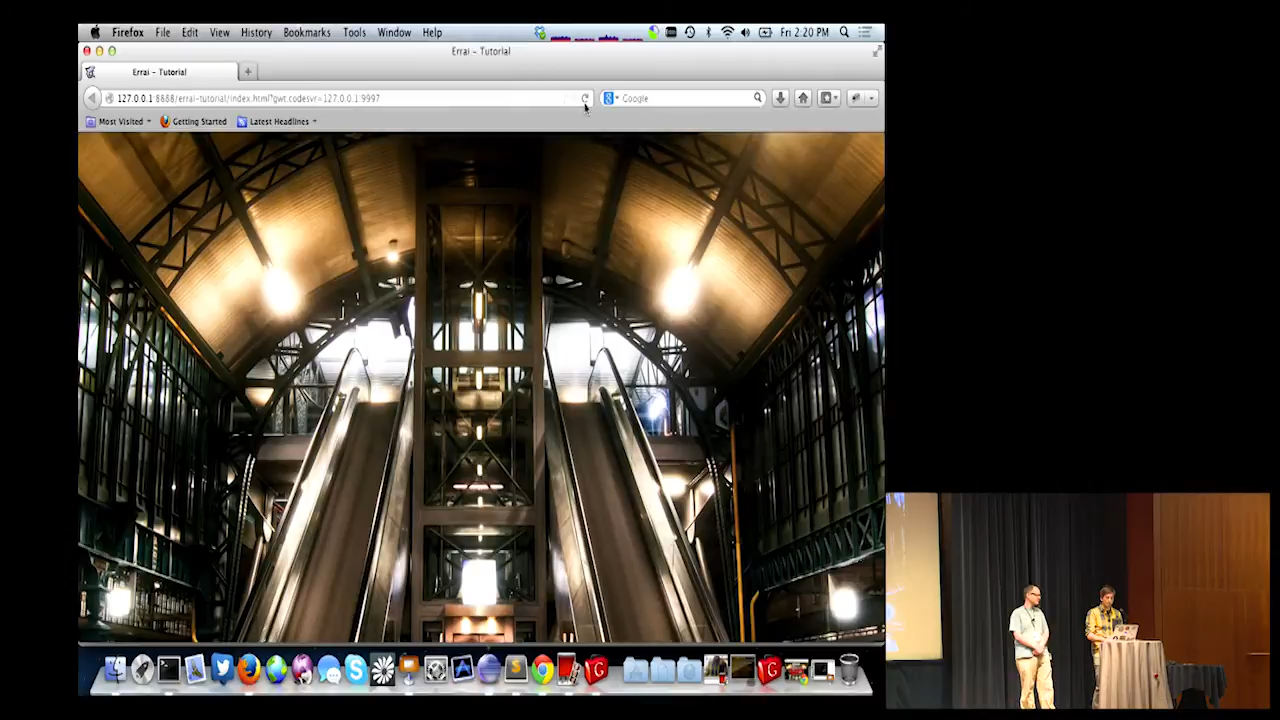 Firefox File Edit View History Bookmarks Tools Window Help Fri 2:20 PM
Errai – Tutorial
Errai – Tutorial
127.0.0.1:8888/errai-tutorial/index.html?gwt.codesvr=127.0.0.1:9997 Google
Most Visited Getting Started Latest Headlines